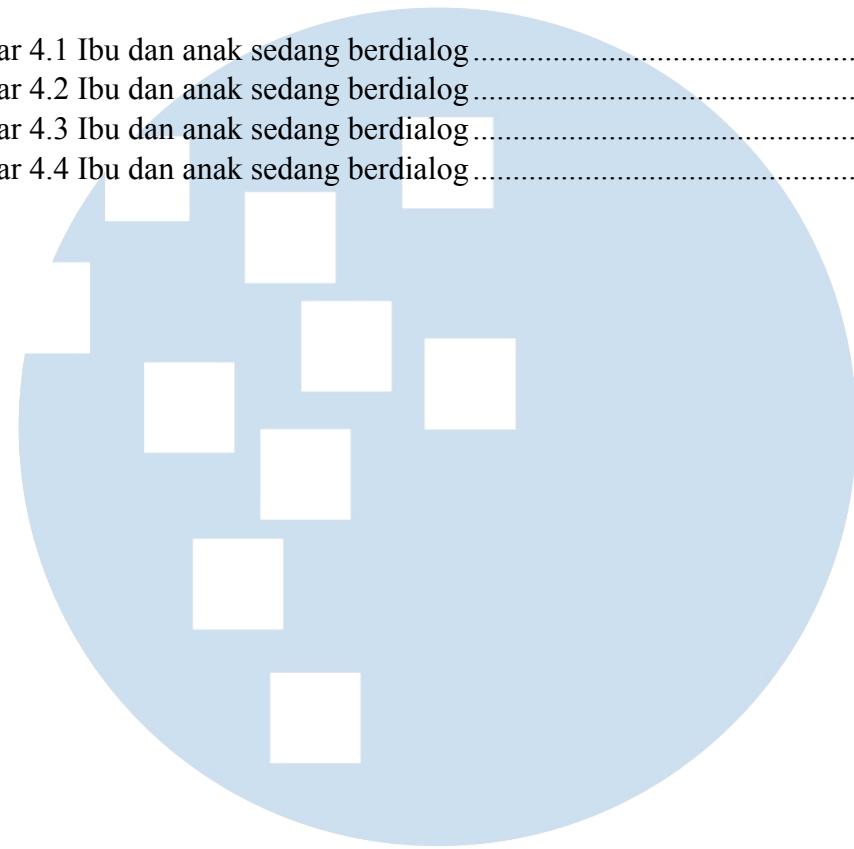 ar 4.1 Ibu dan anak sedang berdialog................................................
ar 4.2 Ibu dan anak sedang berdialog................................................
ar 4.3 Ibu dan anak sedang berdialog................................................
ar 4.4 Ibu dan anak sedang berdialog................................................